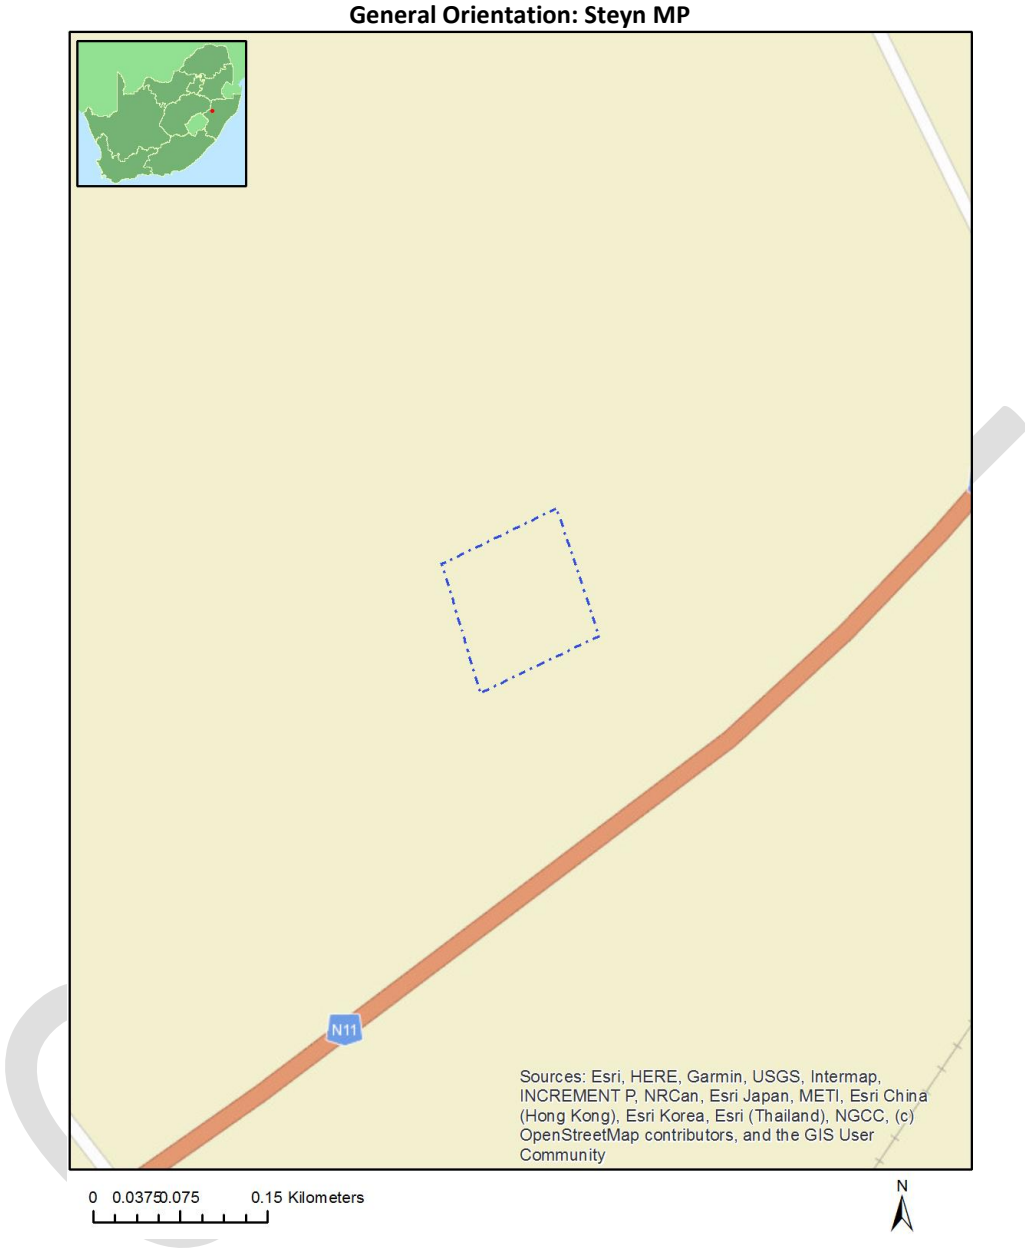 General Orientation: Steyn MP
N11
Sources: Esri, HERE, Garmin, USGS, Intermap,
INCREMENT P, NRCan, Esri Japan, METI, Esri China
(Hong Kong), Esri Korea, Esri (Thailand), NGCC, (c)
OpenStreetMap contributors, and the GIS User
Community
0 0.0375 0.075 0.15 Kilometers
N